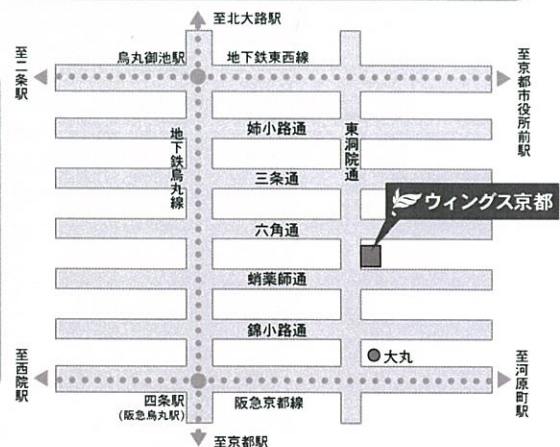 至北大路駅
烏丸御池駅
地下鉄東西線
至二条駅
至京都市役所前駅
地下鉄烏丸線
姉小路通
東洞院通
三条通
ウィングス京都
六角通
蛸薬師通
錦小路通
大丸
至西院駅
至河原町駅
四条駅
(阪急烏丸駅)
阪急京都線
至京都駅